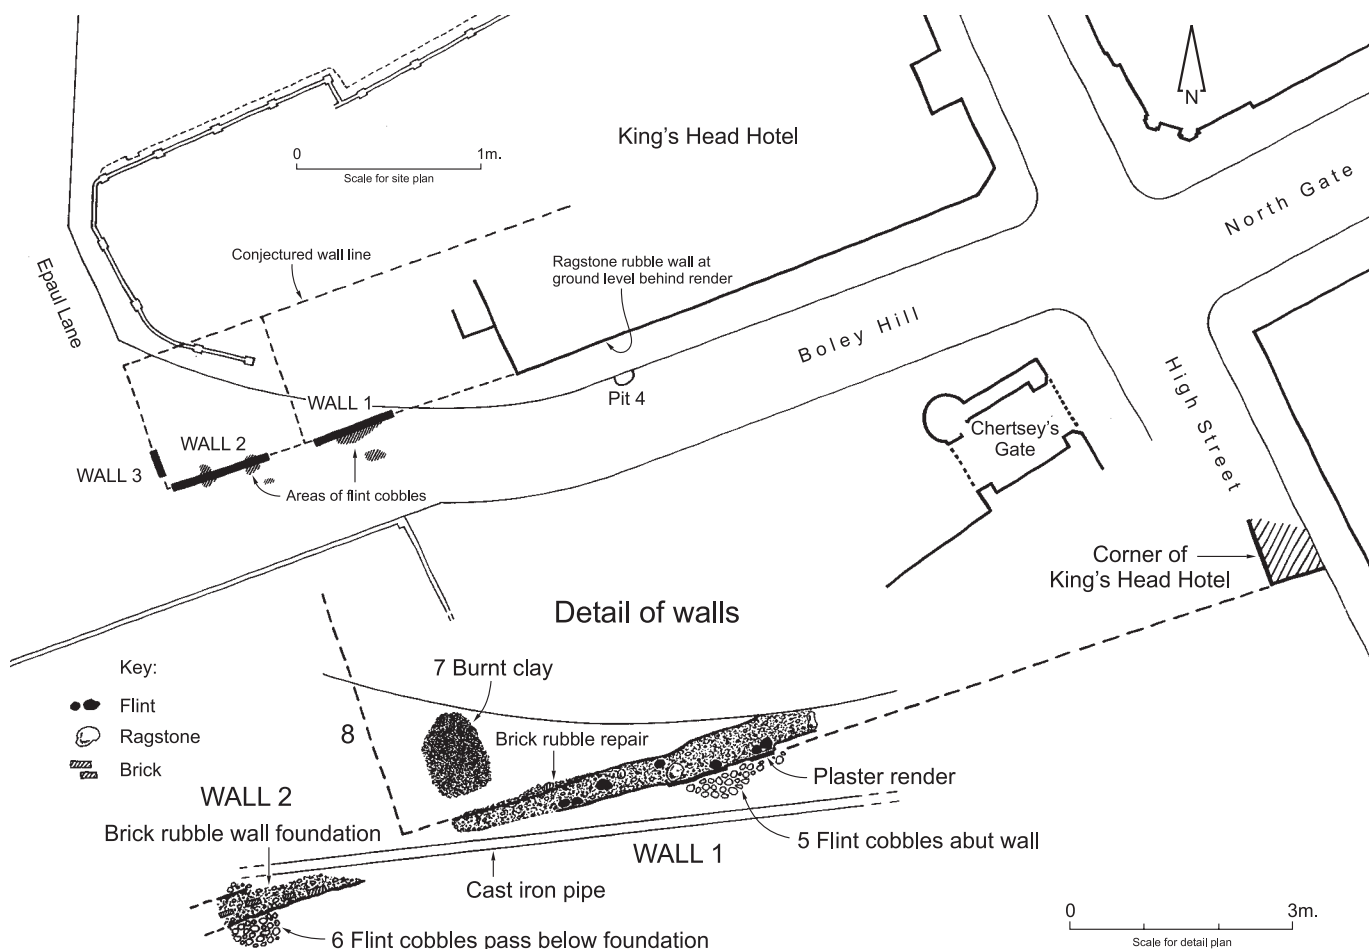 N
King's Head Hotel
North Gate
0 1m.
Scale for site plan
Conjectured wall line
Ragstone rubble wall at
ground level behind render
Epaul Lane
Boley Hill
High Street
WALL 1
Pit 4
WALL 2
WALL 3
Areas of flint cobbles
Chertsey's
Gate
Corner of
King's Head Hotel
Detail of walls
Key:
Flint
Ragstone
Brick
7 Burnt clay
8
Brick rubble repair
Plaster render
WALL 2
Brick rubble wall foundation
5 Flint cobbles abut wall
WALL 1
Cast iron pipe
6 Flint cobbles pass below foundation
0 3m.
Scale for detail plan